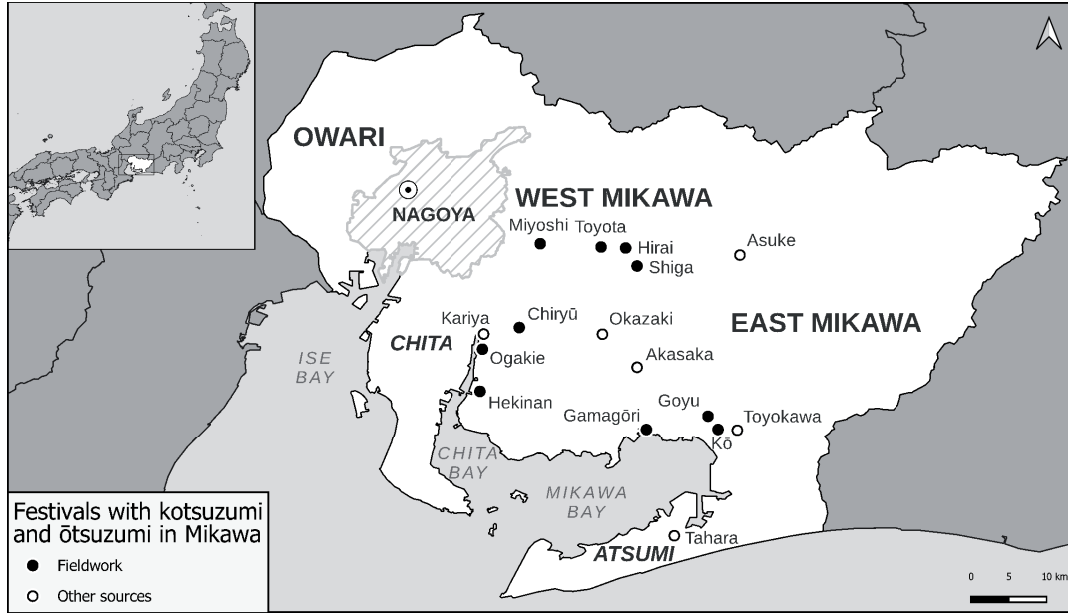 OWARI
NAGOYA
WEST MIKAWA
Miyoshi
Toyota
Hirai
Shiga
Asuke
Kariya
Chiryū
Okazaki
EAST MIKAWA
CHITA
Ogakie
Akasaka
ISE
BAY
Hekinan
Goyu
Gamagōri
Toyokawa
Kō
CHITA
BAY
MIKAWA
BAY
Tahara
ATSUMI
Festivals with kotsuzumi
and ōtsuzumi in Mikawa
Fieldwork
Other sources
0 5 10 km